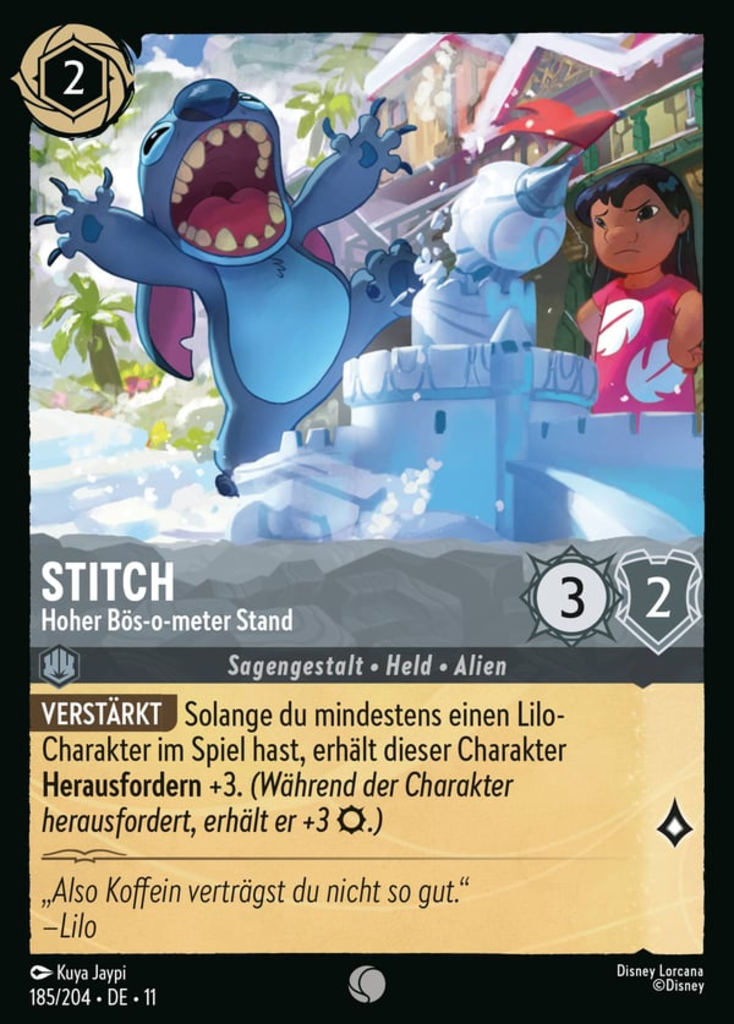 2
STITCH
Hoher Bös-o-meter Stand
3
2
Sagengestalt • Held • Alien
VERSTÄRKT Solange du mindestens einen Lilo-
Charakter im Spiel hast, erhält dieser Charakter
Herausfordern +3. (Während der Charakter
herausfordert, erhält er +3 .)
„Also Koffein verträgst du nicht so gut.“
–Lilo
Kuya Jaypi
185/204 • DE • 11
Disney Lorcana
©Disney